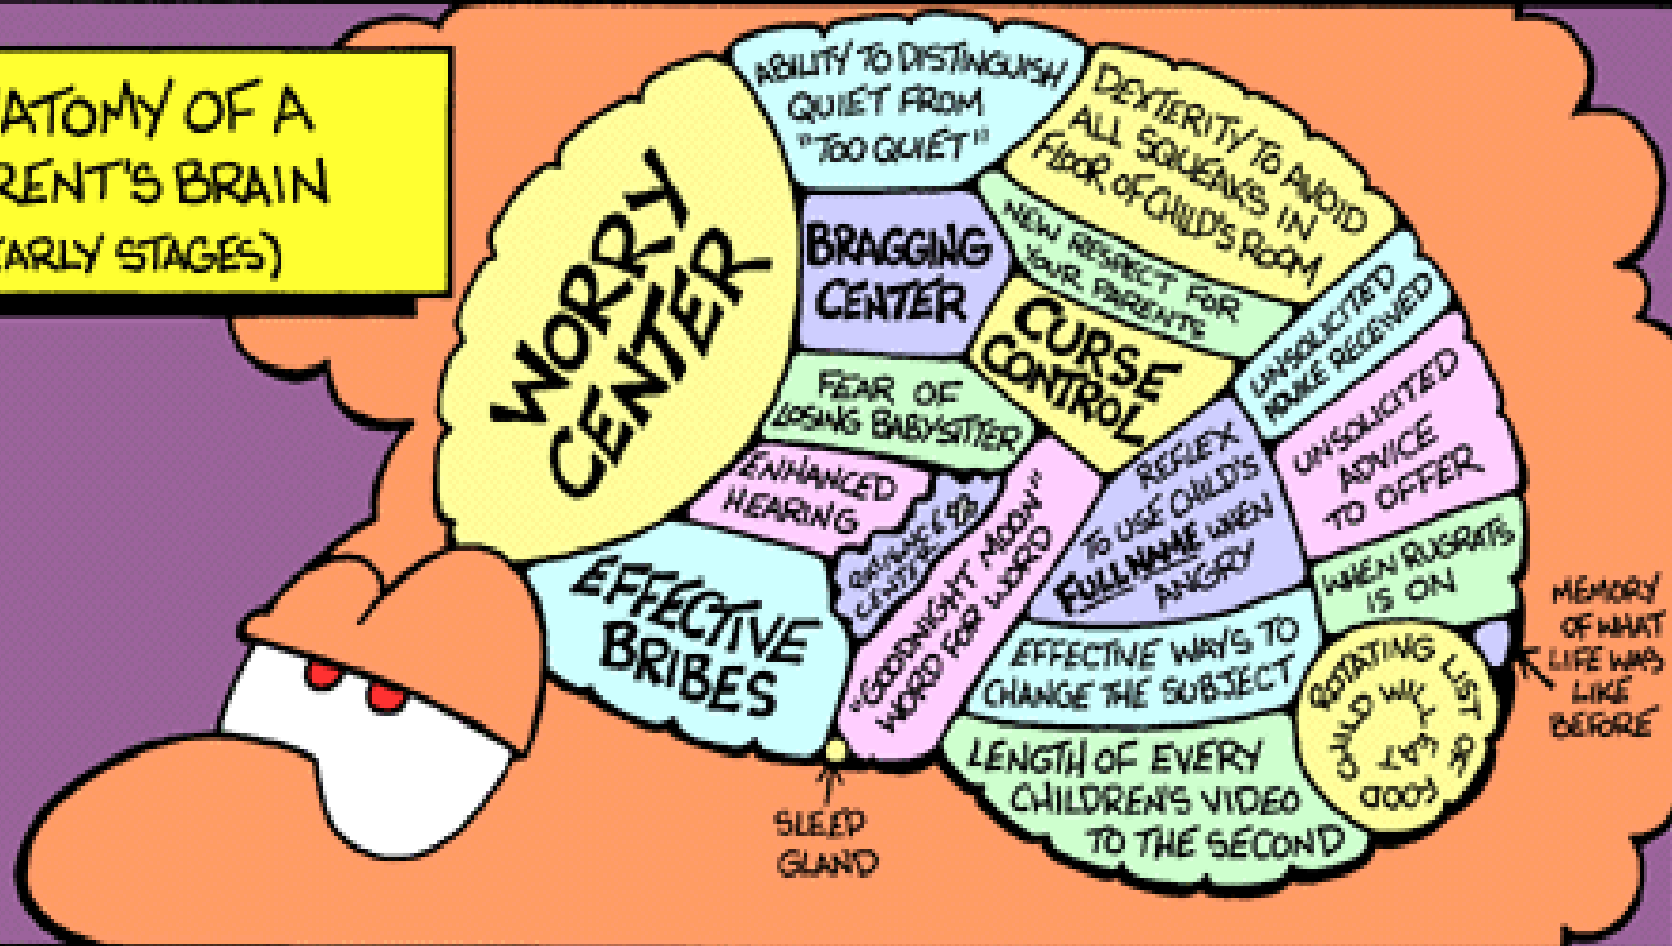 ATOMY OF A
RENT'S BRAIN
EARLY STAGES)
WORRY
CENTER
ABILITY TO DISTINGUISH
QUIET FROM
"TOO QUIET"
DEXTERITY TO AVOID
ALL SQUEAKS IN
FLOOR OF CHILD'S ROOM
BRAGGING
CENTER
NEW RESPECT FOR
YOUR PARENTS
CURSE
CONTROL
UNSOLICITED
ADVICE RECEIVED
FEAR OF
LOSING BABYSITTER
UNSOLICITED
ADVICE
TO OFFER
ENHANCED
HEARING
PATIENCE
CENTER
"GOODNIGHT MOON"
WORD FOR WORD
REFLEX
TO USE CHILD'S
FULL NAME WHEN
ANGRY
WHEN RUGRATS
IS ON
EFFECTIVE
BRIBES
EFFECTIVE WAYS TO
CHANGE THE SUBJECT
ROTATING LIST OF
FOOD CHILD WILL EAT
MEMORY
OF WHAT
LIFE WAS
LIKE
BEFORE
LENGTH OF EVERY
CHILDREN'S VIDEO
TO THE SECOND
SLEEP
GLAND